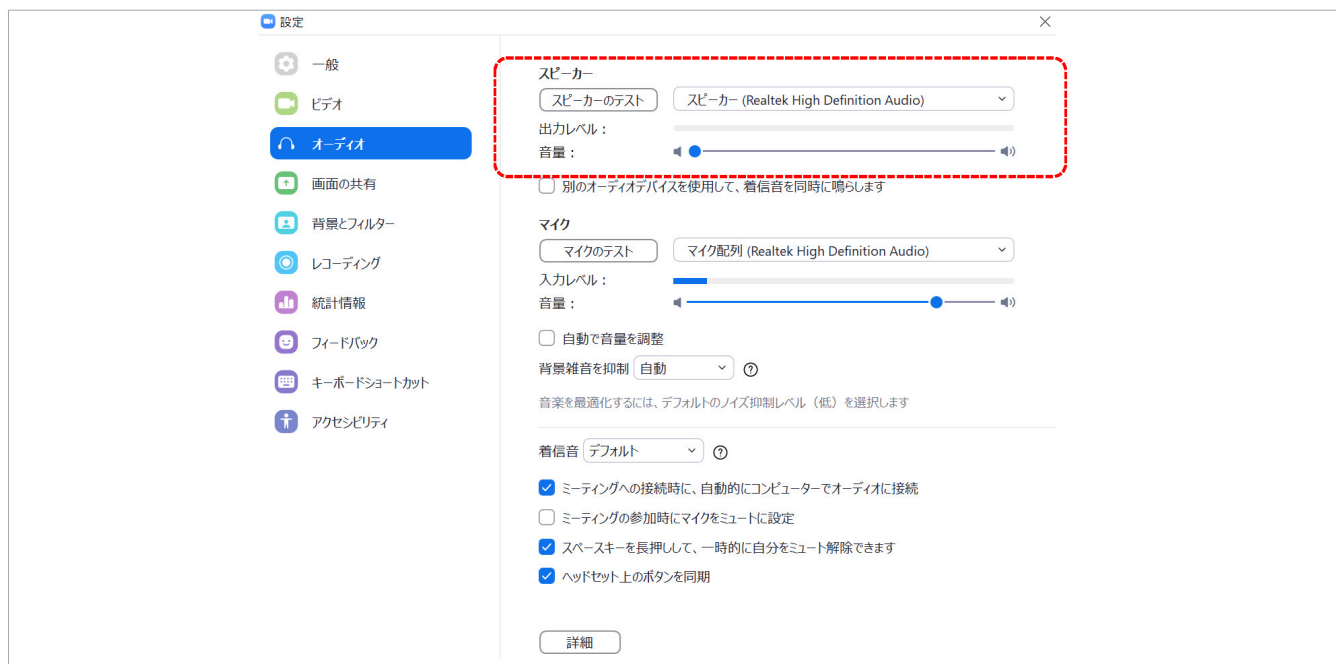 設定
一般
ビデオ
オーディオ
画面の共有
背景とフィルター
レコーディング
統計情報
フィードバック
キーボードショートカット
アクセシビリティ
スピーカー
スピーカーのテスト スピーカー (Realtek High Definition Audio)
出力レベル：
音量：
別のオーディオデバイスを使用して、着信音を同時に鳴らします
マイク
マイクのテスト マイク配列 (Realtek High Definition Audio)
入力レベル：
音量：
自動で音量を調整
背景雑音を抑制 自動
音楽を最適化するには、デフォルトのノイズ抑制レベル（低）を選択します
着信音 デフォルト
ミーティングへの接続時に、自動的にコンピューターでオーディオに接続
ミーティングの参加時にマイクをミュートに設定
スペースキーを長押しして、一時的に自分をミュート解除できます
ヘッドセット上のボタンを同期
詳細